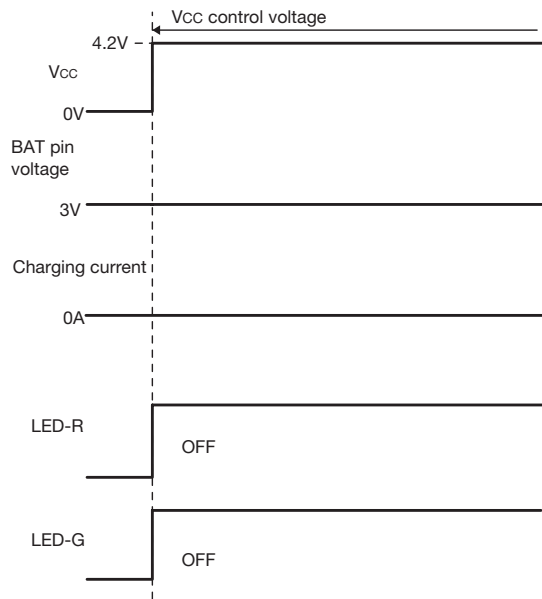 VCC control voltage
4.2V
VCC
0V
BAT pin
voltage
3V
Charging current
0A
LED-R
OFF
LED-G
OFF